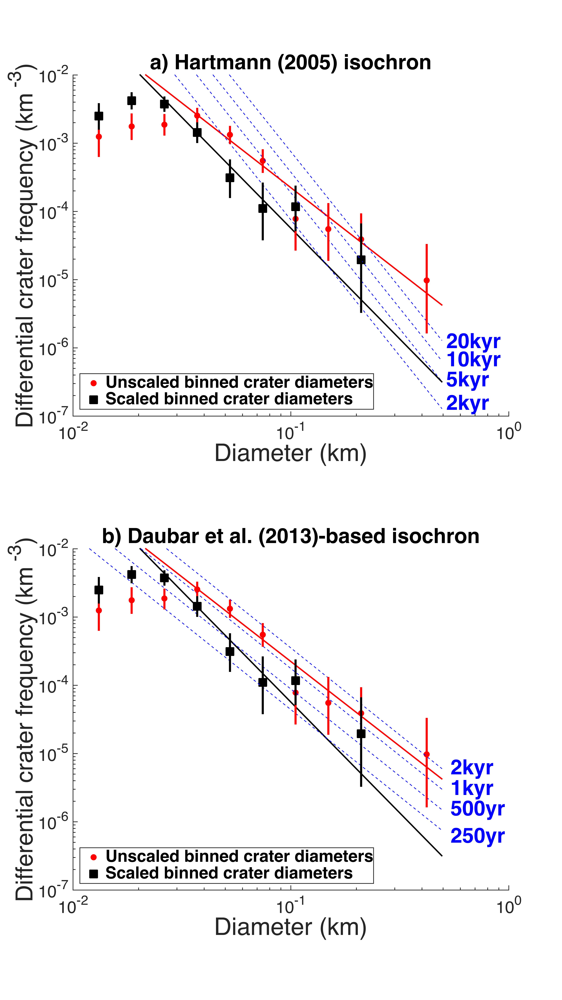 a) Hartmann (2005) isochron
Differential crater frequency (km⁻³)
10⁻²
10⁻³
10⁻⁴
10⁻⁵
10⁻⁶
10⁻⁷
20kyr
10kyr
5kyr
2kyr
Unscaled binned crater diameters
Scaled binned crater diameters
10⁻² 10⁻¹ 10⁰
Diameter (km)
b) Daubar et al. (2013)-based isochron
Differential crater frequency (km⁻³)
10⁻²
10⁻³
10⁻⁴
10⁻⁵
10⁻⁶
10⁻⁷
2kyr
1kyr
500yr
250yr
Unscaled binned crater diameters
Scaled binned crater diameters
10⁻² 10⁻¹ 10⁰
Diameter (km)